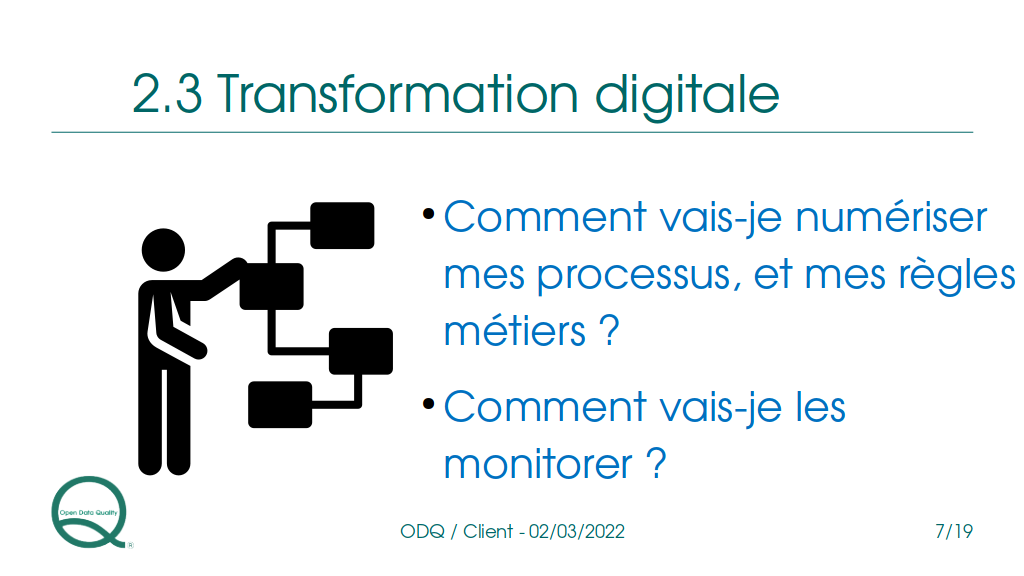 2.3 Transformation digitale
• Comment vais-je numériser
mes processus, et mes règles
métiers ?
• Comment vais-je les
monitorer ?
Open Data Quality
®
ODQ / Client - 02/03/2022
7/19